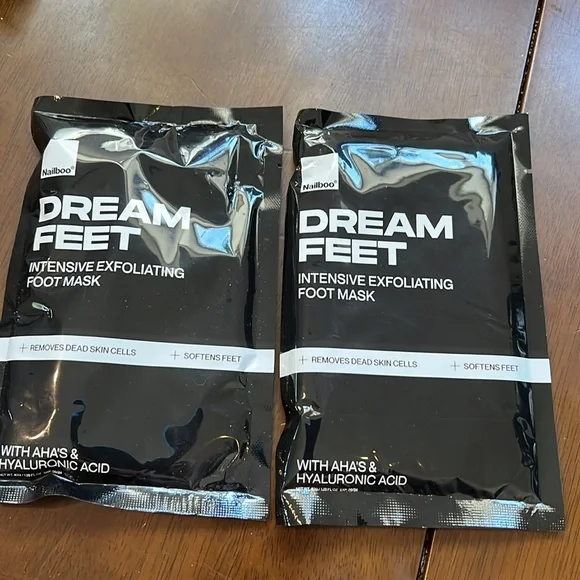 Nailboo®
DREAM
FEET
INTENSIVE EXFOLIATING
FOOT MASK
+ REMOVES DEAD SKIN CELLS + SOFTENS FEET
WITH AHA'S &
HYALURONIC ACID
Nailboo®
DREAM
FEET
INTENSIVE EXFOLIATING
FOOT MASK
+ REMOVES DEAD SKIN CELLS + SOFTENS FEET
WITH AHA'S &
HYALURONIC ACID